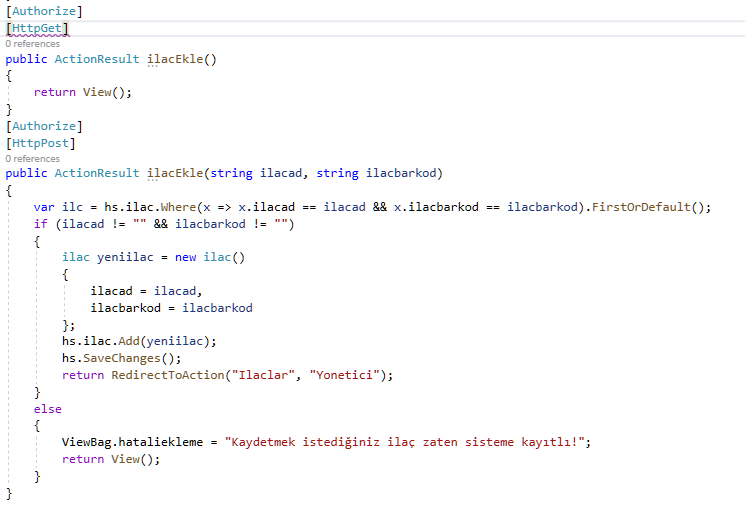 [Authorize]
[HttpGet]
0 references
public ActionResult ilacEkle()
{
    return View();
}
[Authorize]
[HttpPost]
0 references
public ActionResult ilacEkle(string ilacad, string ilacbarkod)
{
    var ilc = hs.ilac.Where(x => x.ilacad == ilacad && x.ilacbarkod == ilacbarkod).FirstOrDefault();
    if (ilacad != "" && ilacbarkod != "")
    {
        ilac yeniilac = new ilac()
        {
            ilacad = ilacad,
            ilacbarkod = ilacbarkod
        };
        hs.ilac.Add(yeniilac);
        hs.SaveChanges();
        return RedirectToAction("Ilaclar", "Yonetici");
    }
    else
    {
        ViewBag.hataliekleme = "Kaydetmek istediğiniz ilaç zaten sisteme kayıtlı!";
        return View();
    }
}